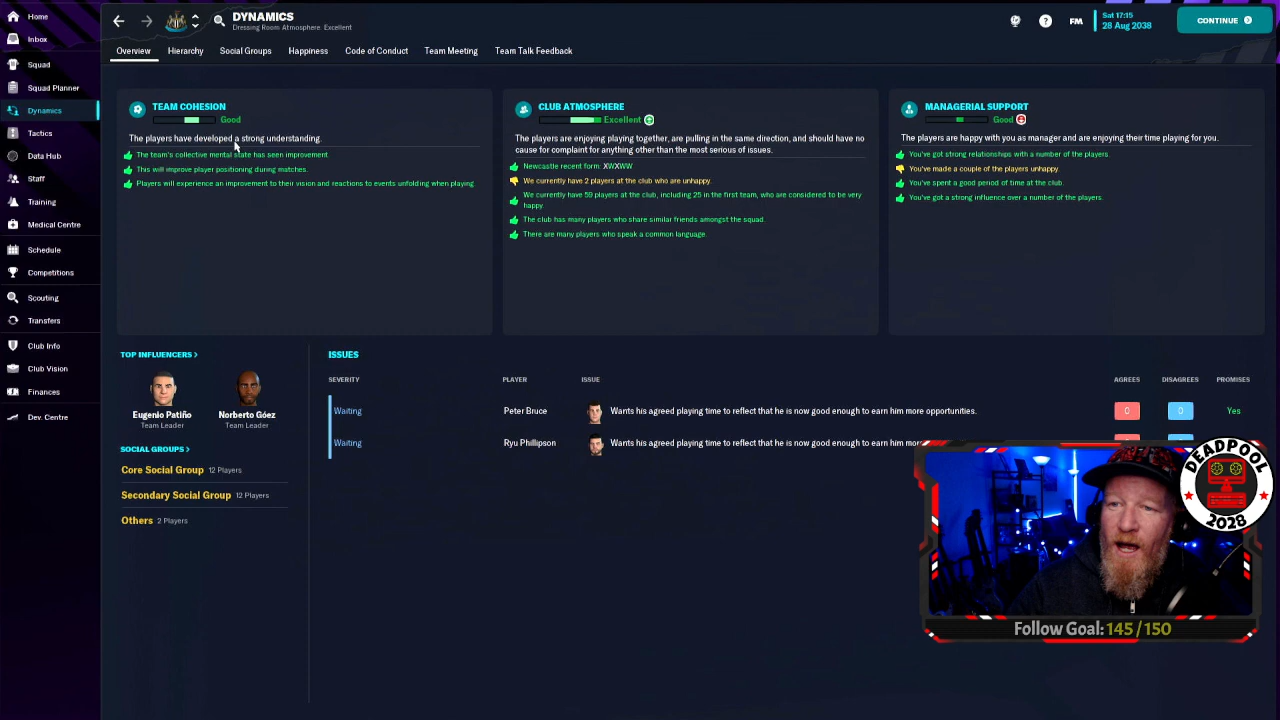 Home
Inbox
Squad
Squad Planner
Dynamics
Tactics
Data Hub
Staff
Training
Medical Centre
Schedule
Competitions
Scouting
Transfers
Club Info
Club Vision
Finances
Dev. Centre
DYNAMICS
Dressing Room Atmosphere: Excellent
FM
Sat 17:15
28 Aug 2038
CONTINUE
Overview
Hierarchy
Social Groups
Happiness
Code of Conduct
Team Meeting
Team Talk Feedback
TEAM COHESION
Good
The players have developed a strong understanding.
The team's collective mental state has seen improvement.
This will improve player positioning during matches.
Players will experience an improvement to their vision and reactions to events unfolding when playing
CLUB ATMOSPHERE
Excellent
The players are enjoying playing together, are pulling in the same direction, and should have no
cause for complaint for anything other than the most serious of issues.
Newcastle recent form: XWXWW
We currently have 2 players at the club who are unhappy.
We currently have 59 players at the club, including 25 in the first team, who are considered to be very
happy.
The club has many players who share similar friends amongst the squad.
There are many players who speak a common language.
MANAGERIAL SUPPORT
Good
The players are happy with you as manager and are enjoying their time playing for you.
You've got strong relationships with a number of the players.
You've made a couple of the players unhappy.
You've spent a good period of time at the club.
You've got a strong influence over a number of the players.
TOP INFLUENCERS >
Eugenio Patiño
Team Leader
Norberto Góez
Team Leader
SOCIAL GROUPS >
Core Social Group 12 Players
Secondary Social Group 12 Players
Others 2 Players
ISSUES
SEVERITY PLAYER ISSUE AGREES DISAGREES PROMISES
Waiting Peter Bruce Wants his agreed playing time to reflect that he is now good enough to earn him more opportunities. 0 0 Yes
Waiting Ryu Phillipson Wants his agreed playing time to reflect that he is now good enough to earn him
DEADPOOL
2028
Follow Goal: 145 / 150